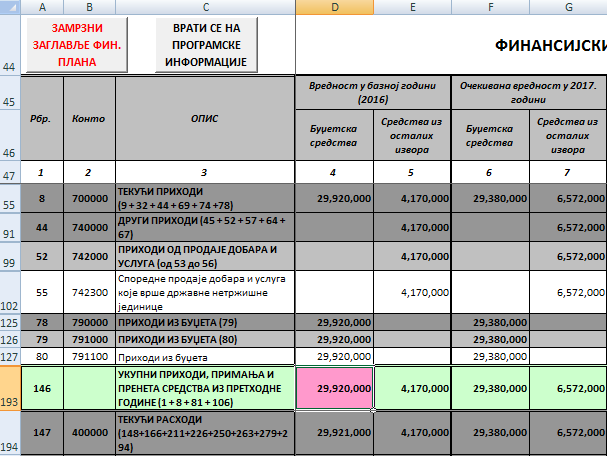 A B C D E F G
ЗАМРЗНИ
ЗАГЛАВЉЕ ФИН.
ПЛАНА
ВРАТИ СЕ НА
ПРОГРАМСКЕ
ИНФОРМАЦИЈЕ
44
ФИНАНСИЈСКИ
45
Рбр.
Конто
ОПИС
Вредност у базној години
(2016)
Очекивана вредност у 2017.
години
46
Буџетска
средства
Средства из
осталих
извора
Буџетска
средства
Средства из
осталих
извора
47 1 2 3 4 5 6 7
ТЕКУЋИ ПРИХОДИ
55 8 700000 (9 + 32 + 44 + 69 + 74 +78) 29,920,000 4,170,000 29,380,000 6,572,000
ДРУГИ ПРИХОДИ (45 + 52 + 57 + 64 +
91 44 740000 67) 4,170,000 6,572,000
ПРИХОДИ ОД ПРОДАЈЕ ДОБАРА И
99 52 742000 УСЛУГА (од 53 до 56) 4,170,000 6,572,000
Споредне продаје добара и услуга
које врше државне нетржишне
102 55 742300 јединице 4,170,000 6,572,000
125 78 790000 ПРИХОДИ ИЗ БУЏЕТА (79) 29,920,000 29,380,000
126 79 791000 ПРИХОДИ ИЗ БУЏЕТА (80) 29,920,000 29,380,000
127 80 791100 Приходи из буџета 29,920,000 29,380,000
УКУПНИ ПРИХОДИ, ПРИМАЊА И
ПРЕНЕТА СРЕДСТВА ИЗ ПРЕТХОДНЕ
193 146 ГОДИНЕ (1 + 8 + 81 + 106) 29,920,000 4,170,000 29,380,000 6,572,000
ТЕКУЋИ РАСХОДИ
(148+166+211+226+250+263+279+2
194 147 400000 94) 29,921,000 4,170,000 29,380,000 6,572,000